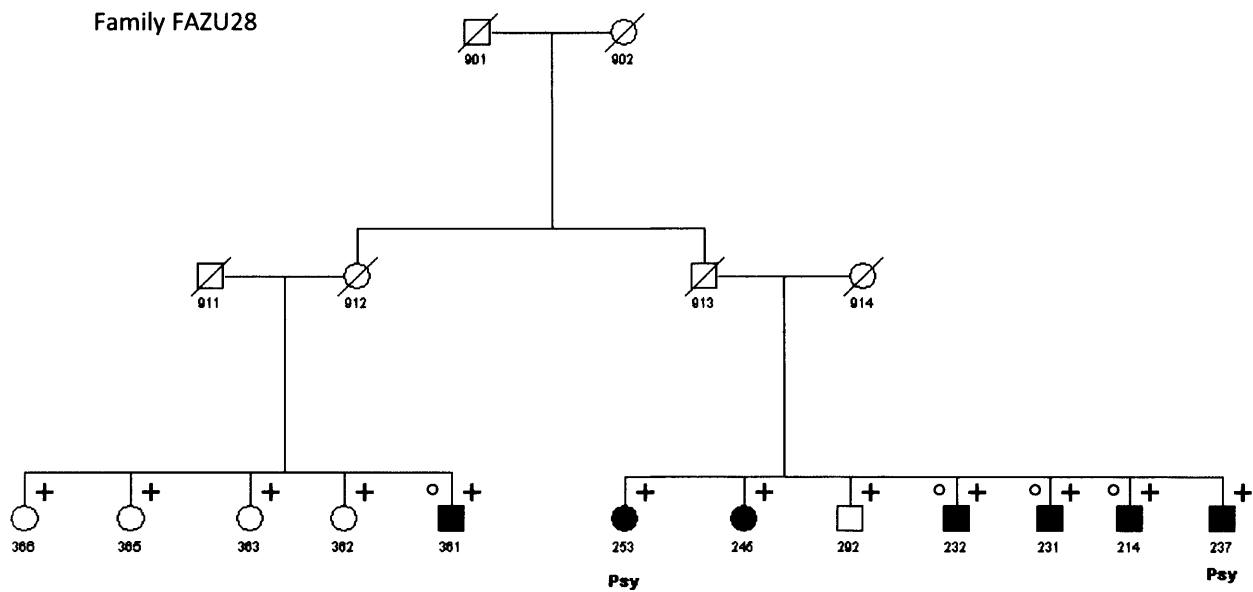 Family FAZU28
901 902
911 912 913 914
+ + + + + + + + + + + +
366 365 363 362 361 253 246 292 232 231 214 237
Psy Psy